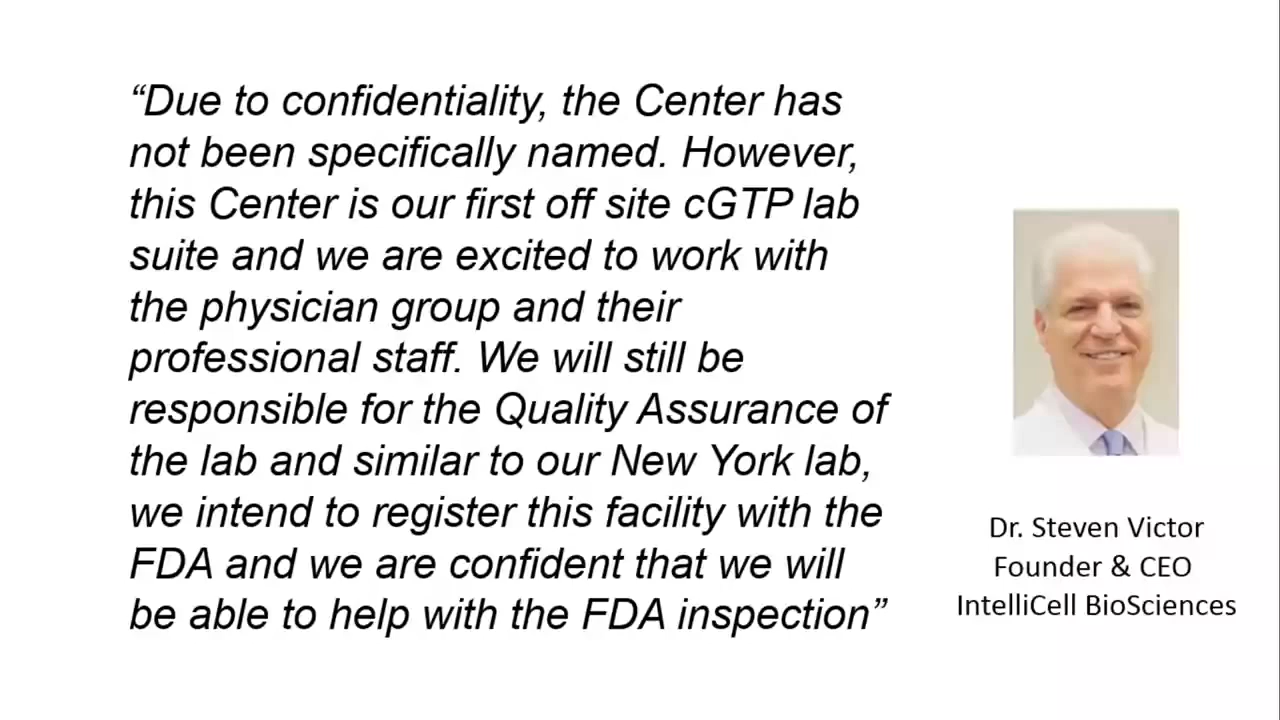 “Due to confidentiality, the Center has
not been specifically named. However,
this Center is our first off site cGTP lab
suite and we are excited to work with
the physician group and their
professional staff. We will still be
responsible for the Quality Assurance of
the lab and similar to our New York lab,
we intend to register this facility with the
FDA and we are confident that we will
be able to help with the FDA inspection”
Dr. Steven Victor
Founder & CEO
IntelliCell BioSciences